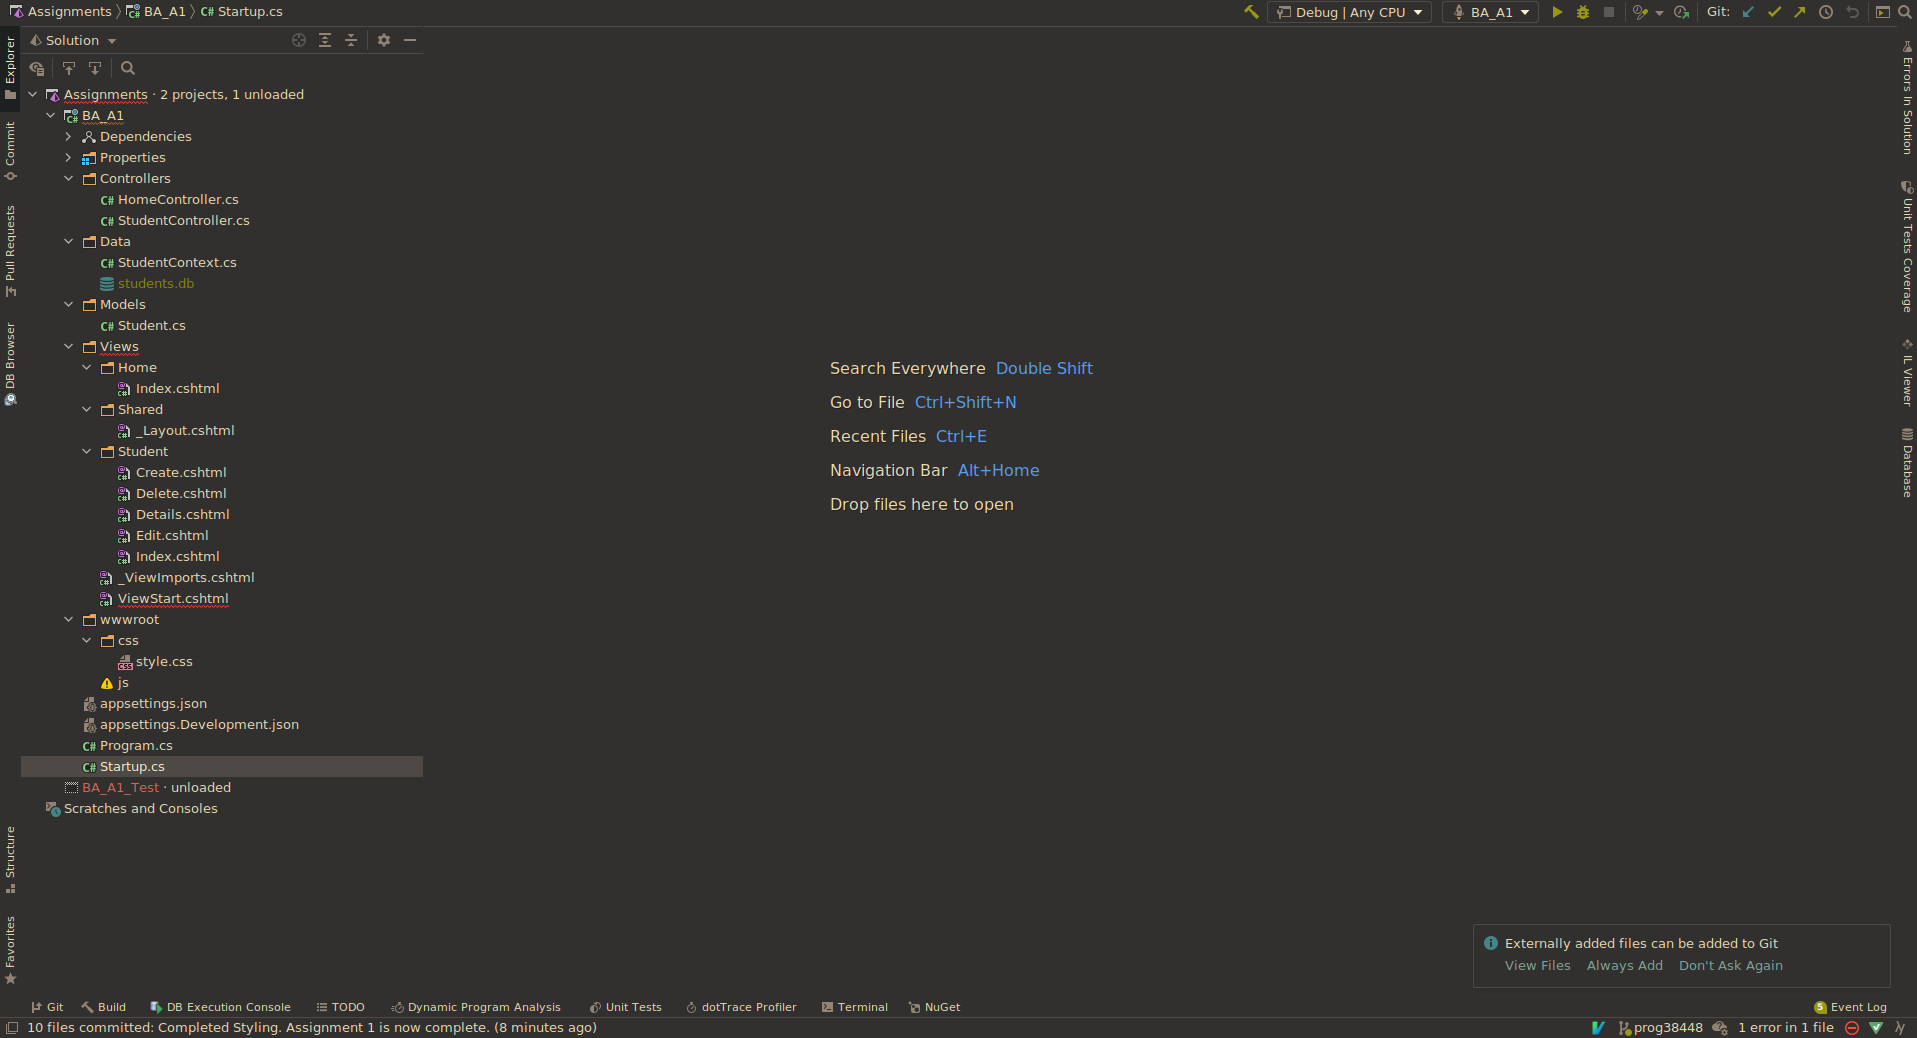 Assignments BA_A1 Startup.cs
Debug | Any CPU
BA_A1
Git:
Solution
Assignments · 2 projects, 1 unloaded
BA_A1
Dependencies
Properties
Controllers
C# HomeController.cs
C# StudentController.cs
Data
C# StudentContext.cs
students.db
Models
C# Student.cs
Views
Home
Index.cshtml
Shared
_Layout.cshtml
Student
Create.cshtml
Delete.cshtml
Details.cshtml
Edit.cshtml
Index.cshtml
_ViewImports.cshtml
ViewStart.cshtml
wwwroot
css
style.css
js
appsettings.json
appsettings.Development.json
C# Program.cs
C# Startup.cs
BA_A1_Test · unloaded
Scratches and Consoles
Explorer
Commit
Pull Requests
DB Browser
Structure
Favorites
Search Everywhere Double Shift
Go to File Ctrl+Shift+N
Recent Files Ctrl+E
Navigation Bar Alt+Home
Drop files here to open
Errors In Solution
Unit Tests Coverage
IL Viewer
Database
Externally added files can be added to Git
View Files Always Add Don't Ask Again
Git Build DB Execution Console TODO Dynamic Program Analysis Unit Tests dotTrace Profiler Terminal NuGet 5 Event Log
10 files committed: Completed Styling. Assignment 1 is now complete. (8 minutes ago) prog38448 1 error in 1 file